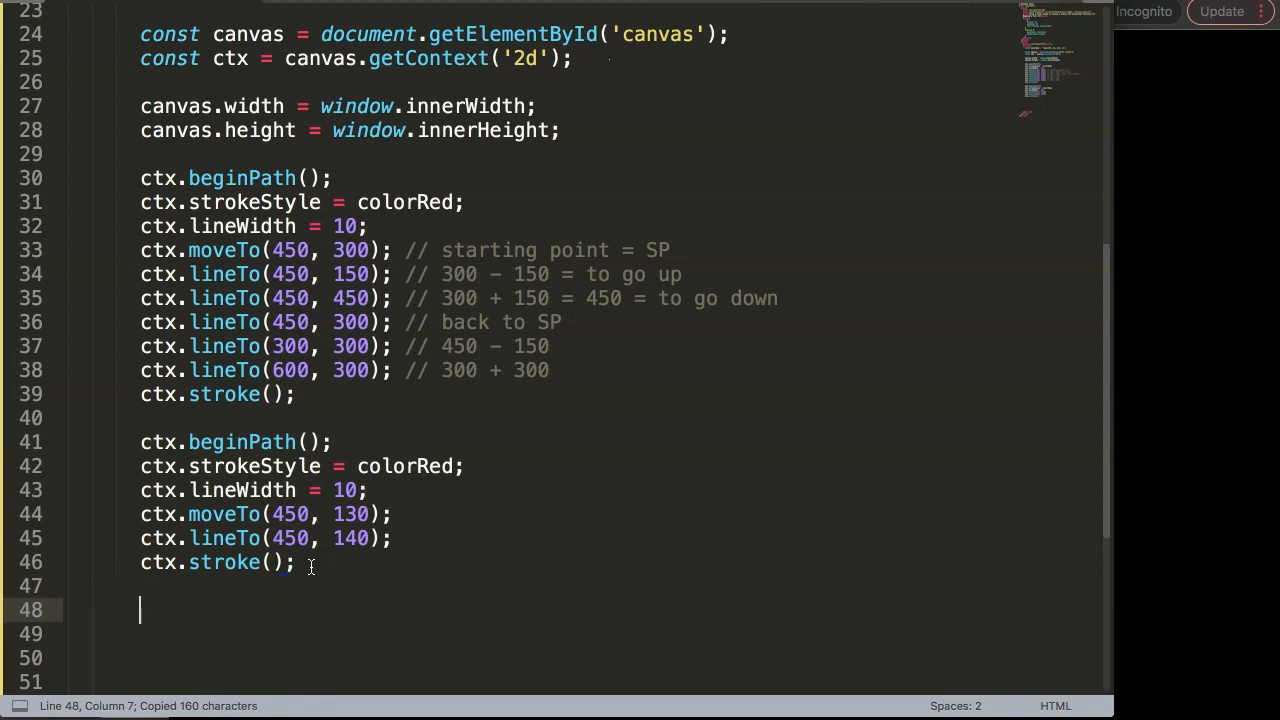 Incognito
Update
23
24 const canvas = document.getElementById('canvas');
25 const ctx = canvas.getContext('2d');
26
27 canvas.width = window.innerWidth;
28 canvas.height = window.innerHeight;
29
30 ctx.beginPath();
31 ctx.strokeStyle = colorRed;
32 ctx.lineWidth = 10;
33 ctx.moveTo(450, 300); // starting point = SP
34 ctx.lineTo(450, 150); // 300 - 150 = to go up
35 ctx.lineTo(450, 450); // 300 + 150 = 450 = to go down
36 ctx.lineTo(450, 300); // back to SP
37 ctx.lineTo(300, 300); // 450 - 150
38 ctx.lineTo(600, 300); // 300 + 300
39 ctx.stroke();
40
41 ctx.beginPath();
42 ctx.strokeStyle = colorRed;
43 ctx.lineWidth = 10;
44 ctx.moveTo(450, 130);
45 ctx.lineTo(450, 140);
46 ctx.stroke();
47
48
49
50
51
Line 48, Column 7; Copied 160 characters
Spaces: 2
HTML